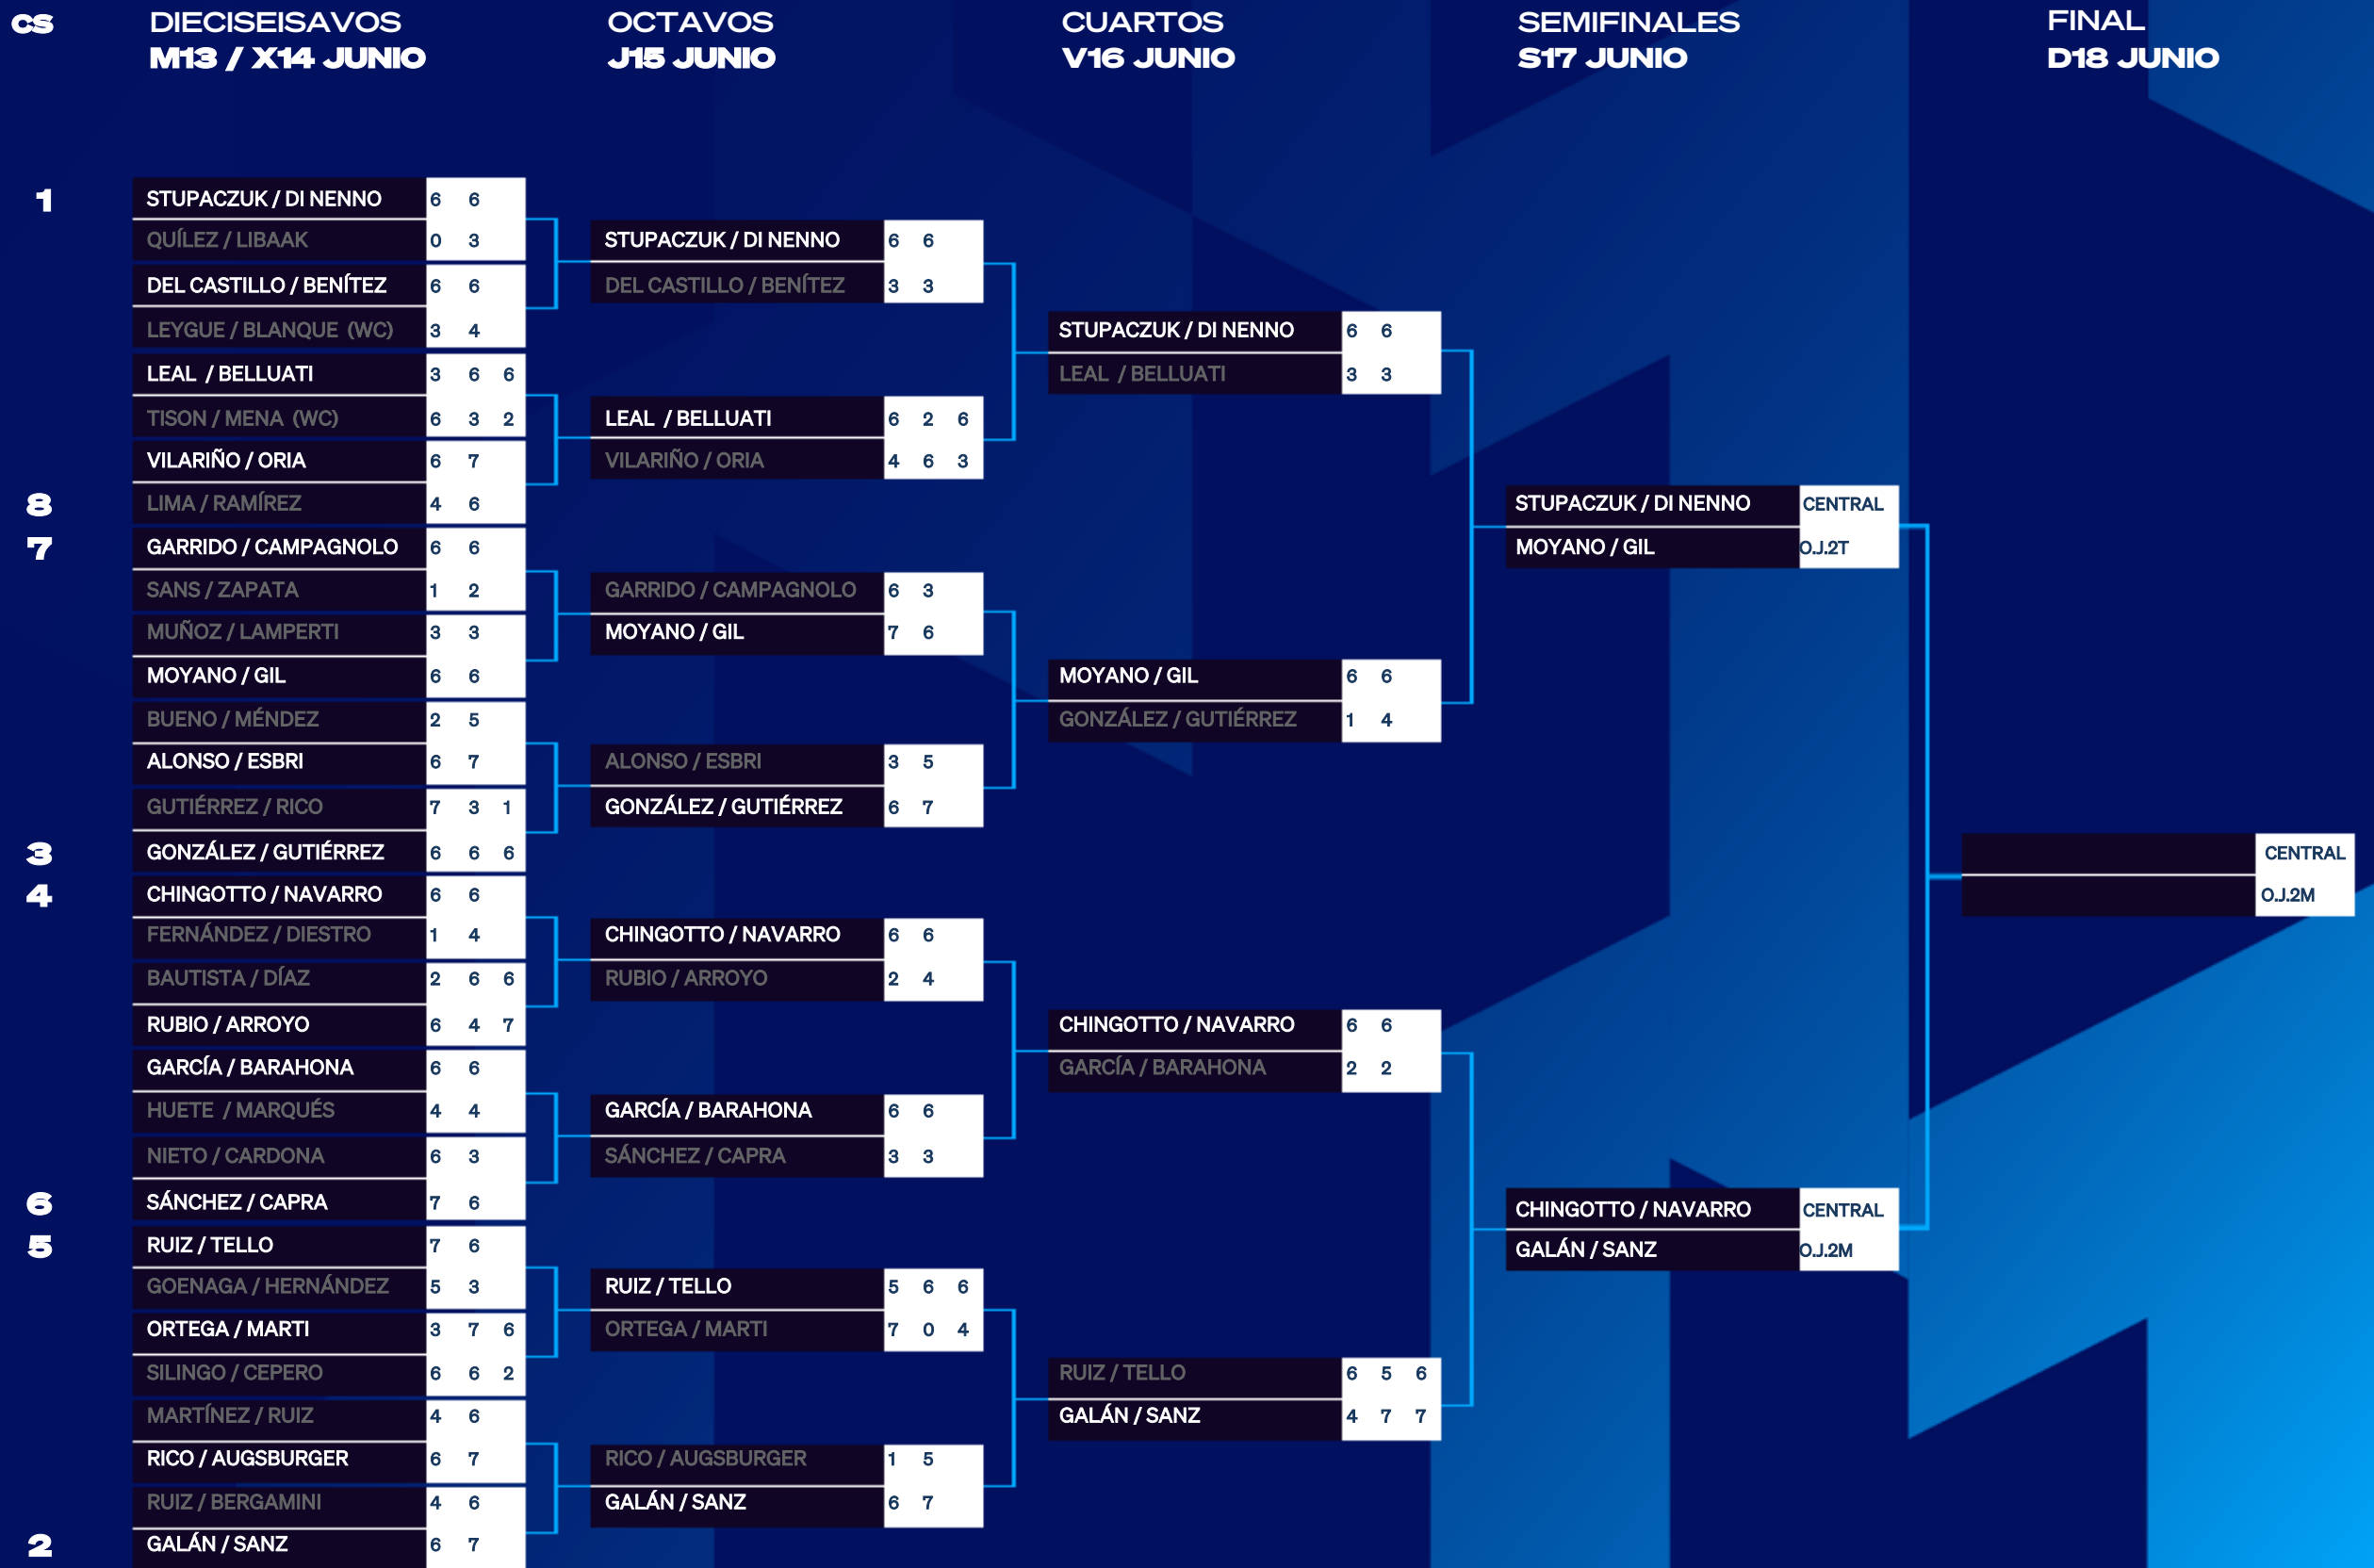 CS
DIECISEISAVOS
M13 / X14 JUNIO
OCTAVOS
J15 JUNIO
CUARTOS
V16 JUNIO
SEMIFINALES
S17 JUNIO
FINAL
D18 JUNIO
1
STUPACZUK / DI NENNO 6 6
QUÍLEZ / LIBAAK 0 3
DEL CASTILLO / BENÍTEZ 6 6
LEYGUE / BLANQUE (WC) 3 4
LEAL / BELLUATI 3 6 6
TISON / MENA (WC) 6 3 2
VILARIÑO / ORIA 6 7
8
LIMA / RAMÍREZ 4 6
7
GARRIDO / CAMPAGNOLO 6 6
SANS / ZAPATA 1 2
MUÑOZ / LAMPERTI 3 3
MOYANO / GIL 6 6
BUENO / MÉNDEZ 2 5
ALONSO / ESBRI 6 7
GUTIÉRREZ / RICO 7 3 1
3
GONZÁLEZ / GUTIÉRREZ 6 6 6
4
CHINGOTTO / NAVARRO 6 6
FERNÁNDEZ / DIESTRO 1 4
BAUTISTA / DÍAZ 2 6 6
RUBIO / ARROYO 6 4 7
GARCÍA / BARAHONA 6 6
HUETE / MARQUÉS 4 4
NIETO / CARDONA 6 3
6
SÁNCHEZ / CAPRA 7 6
5
RUIZ / TELLO 7 6
GOENAGA / HERNÁNDEZ 5 3
ORTEGA / MARTI 3 7 6
SILINGO / CEPERO 6 6 2
MARTÍNEZ / RUIZ 4 6
RICO / AUGSBURGER 6 7
RUIZ / BERGAMINI 4 6
2
GALÁN / SANZ 6 7
STUPACZUK / DI NENNO 6 6
DEL CASTILLO / BENÍTEZ 3 3
LEAL / BELLUATI 6 2 6
VILARIÑO / ORIA 4 6 3
GARRIDO / CAMPAGNOLO 6 3
MOYANO / GIL 7 6
ALONSO / ESBRI 3 5
GONZÁLEZ / GUTIÉRREZ 6 7
CHINGOTTO / NAVARRO 6 6
RUBIO / ARROYO 2 4
GARCÍA / BARAHONA 6 6
SÁNCHEZ / CAPRA 3 3
RUIZ / TELLO 5 6 6
ORTEGA / MARTI 7 0 4
RICO / AUGSBURGER 1 5
GALÁN / SANZ 6 7
STUPACZUK / DI NENNO 6 6
LEAL / BELLUATI 3 3
MOYANO / GIL 6 6
GONZÁLEZ / GUTIÉRREZ 1 4
CHINGOTTO / NAVARRO 6 6
GARCÍA / BARAHONA 2 2
RUIZ / TELLO 6 5 6
GALÁN / SANZ 4 7 7
STUPACZUK / DI NENNO CENTRAL
MOYANO / GIL O.J.2T
CHINGOTTO / NAVARRO CENTRAL
GALÁN / SANZ O.J.2M
CENTRAL
O.J.2M